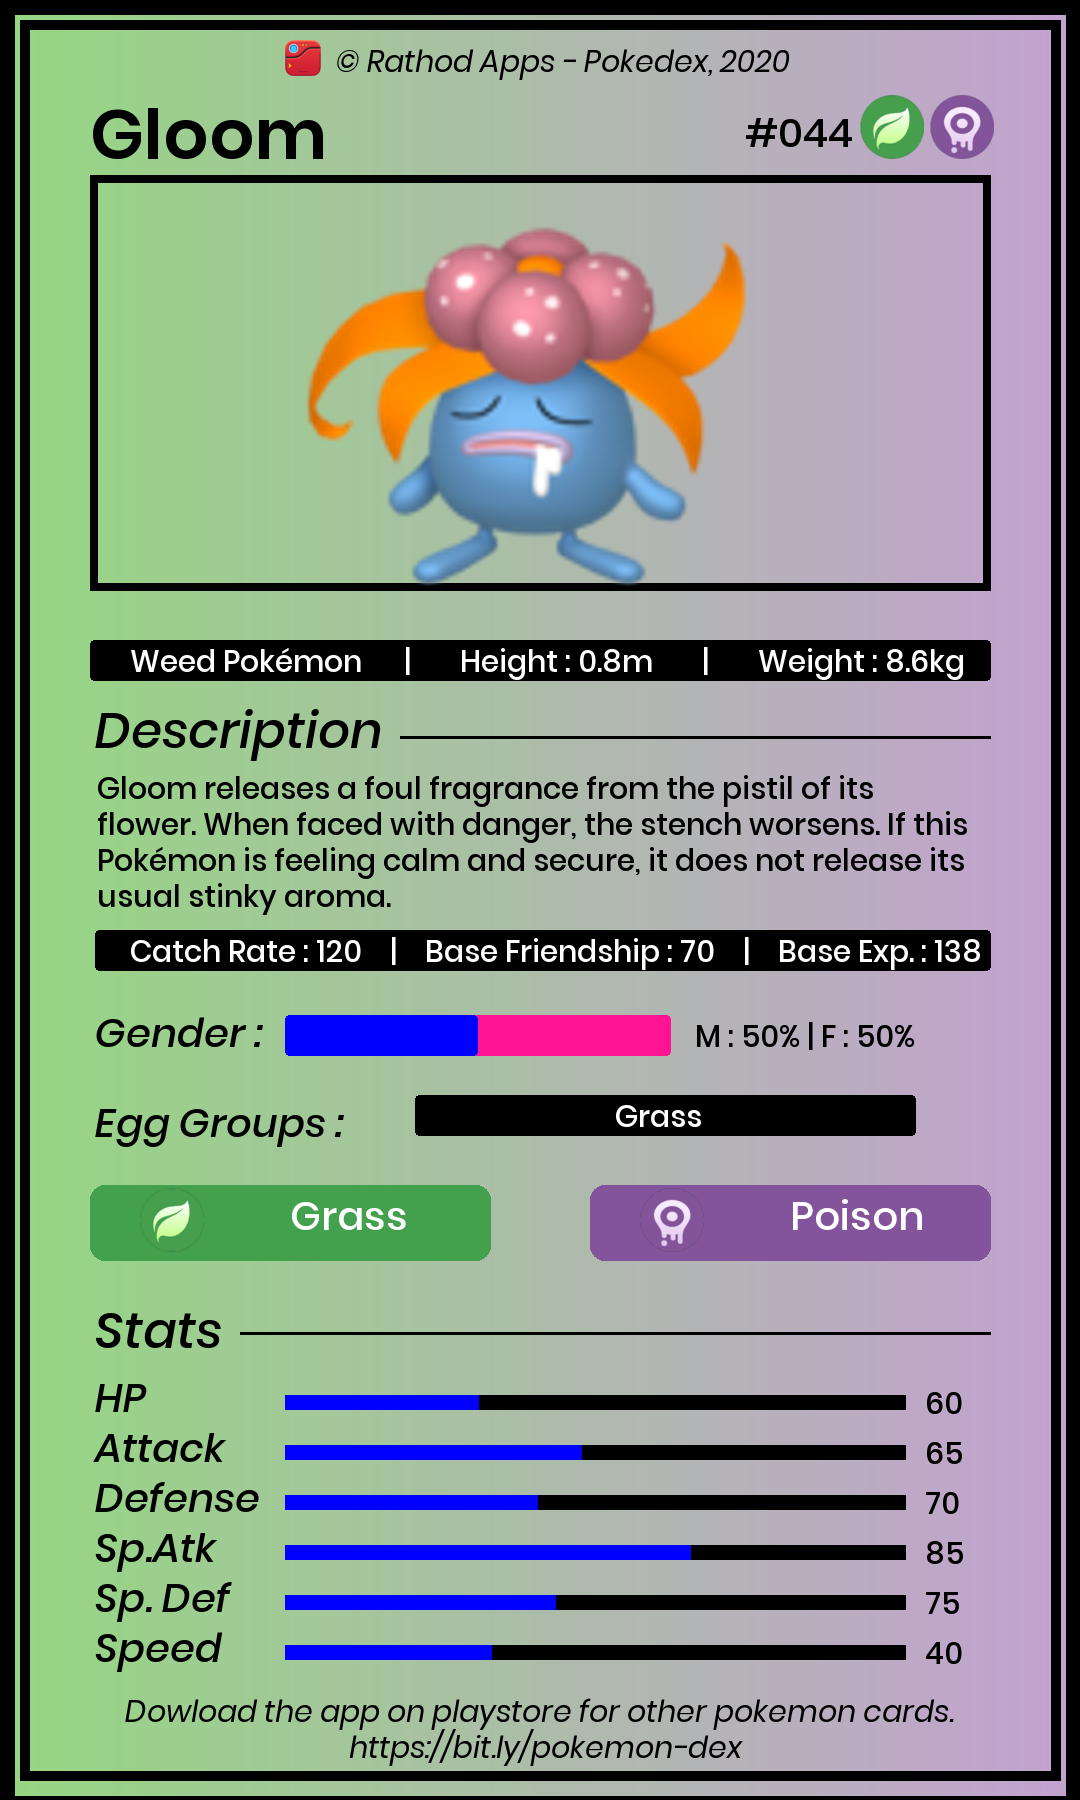 © Rathod Apps - Pokedex, 2020
Gloom #044
Weed Pokémon | Height : 0.8m | Weight : 8.6kg
Description
Gloom releases a foul fragrance from the pistil of its
flower. When faced with danger, the stench worsens. If this
Pokémon is feeling calm and secure, it does not release its
usual stinky aroma.
Catch Rate : 120 | Base Friendship : 70 | Base Exp. : 138
Gender : M : 50% | F : 50%
Egg Groups : Grass
Grass Poison
Stats
HP 60
Attack 65
Defense 70
Sp.Atk 85
Sp. Def 75
Speed 40
Dowload the app on playstore for other pokemon cards.
https://bit.ly/pokemon-dex